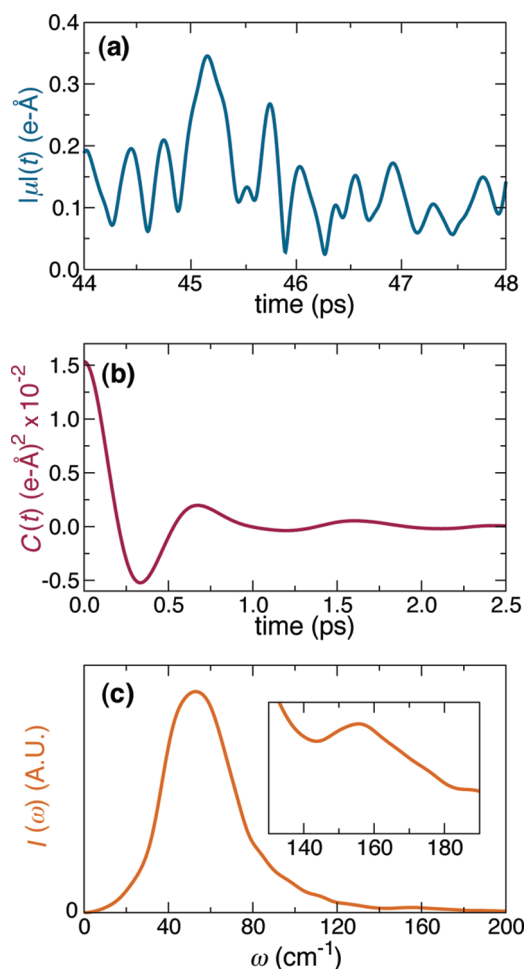 (a)
|μ|(t) (e-Å)
0.4
0.3
0.2
0.1
0.0
44 45 46 47 48
time (ps)
(b)
C(t) (e-Å)² x10⁻²
1.5
1.0
0.5
0.0
-0.5
0.0 0.5 1.0 1.5 2.0 2.5
time (ps)
(c)
I(ω) (A.U.)
0
140 160 180
0 40 80 120 160 200
ω (cm⁻¹)